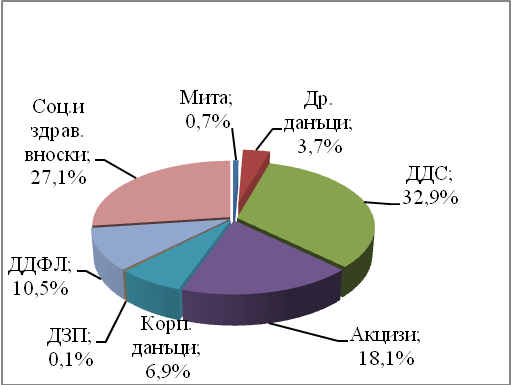 Мита;
0,7%
Др.
данъци;
3,7%
ДДС;
32,9%
Акцизи;
18,1%
Корп.
данъци;
6,9%
ДЗП;
0,1%
ДДФЛ;
10,5%
Соц.и
здрав.
вноски;
27,1%